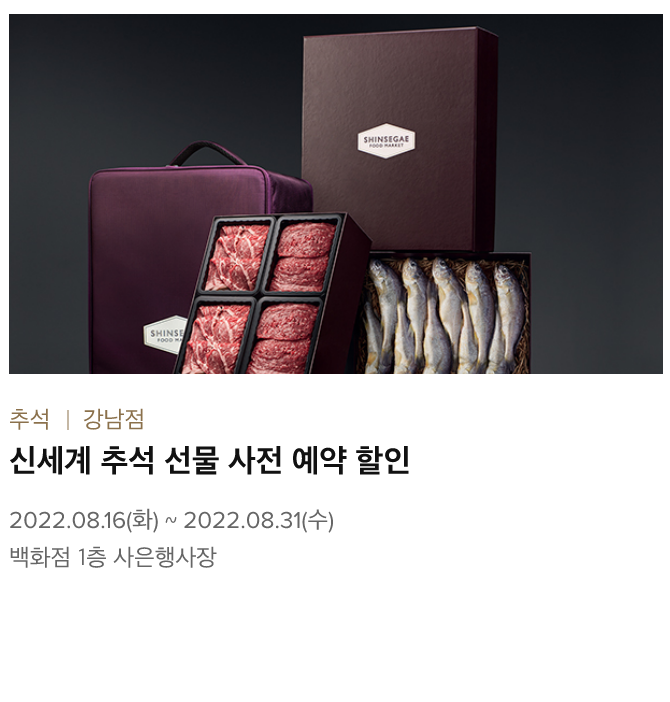 SHINSEGAE
FOOD MARKET
SHINSE
FOOD MA
추석 | 강남점
신세계 추석 선물 사전 예약 할인
2022.08.16(화) ~ 2022.08.31(수)
백화점 1층 사은행사장